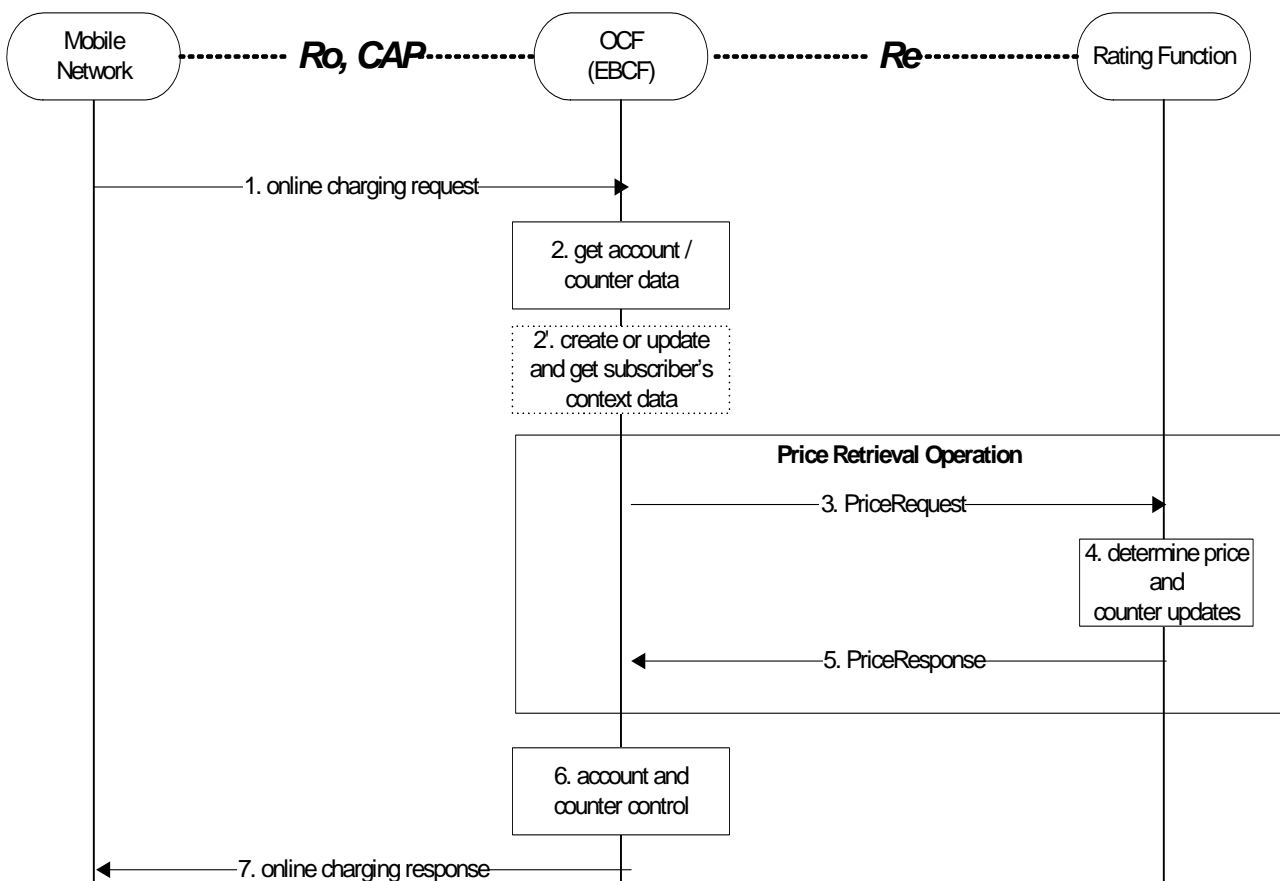 Mobile
Network
Ro, CAP
OCF
(EBCF)
Re
Rating Function
1. online charging request
2. get account /
counter data
2'. create or update
and get subscriber's
context data
Price Retrieval Operation
3. PriceRequest
4. determine price
and
counter updates
5. PriceResponse
6. account and
counter control
7. online charging response